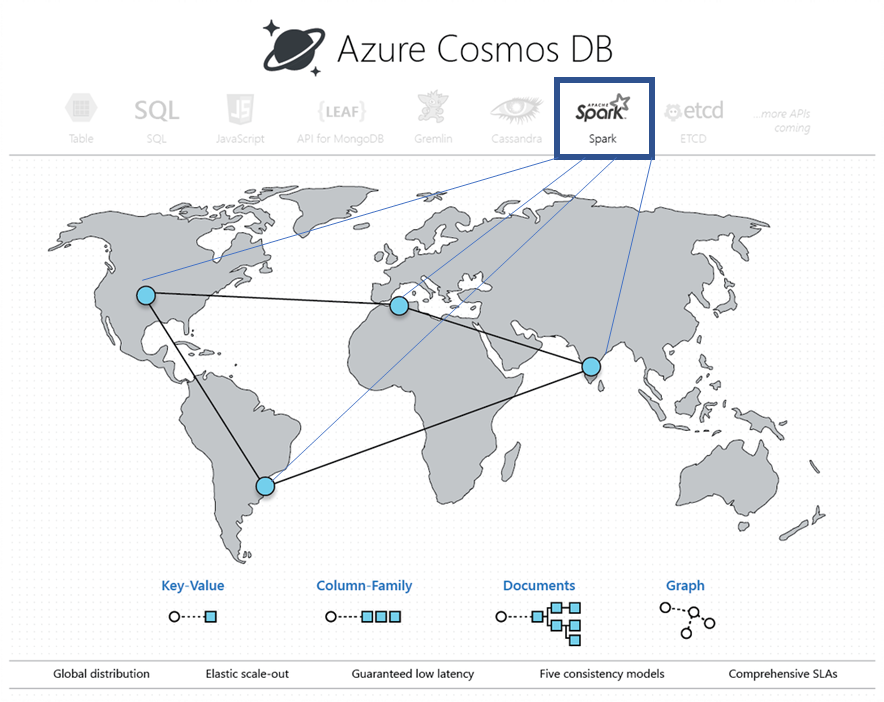 Azure Cosmos DB
SQL
JS
{LEAF}
APACHE
Spark
etcd
...more APIs
coming
Table
SQL
JavaScript
API for MongoDB
Gremlin
Cassandra
Spark
ETCD
Key-Value
Column-Family
Documents
Graph
Global distribution
Elastic scale-out
Guaranteed low latency
Five consistency models
Comprehensive SLAs